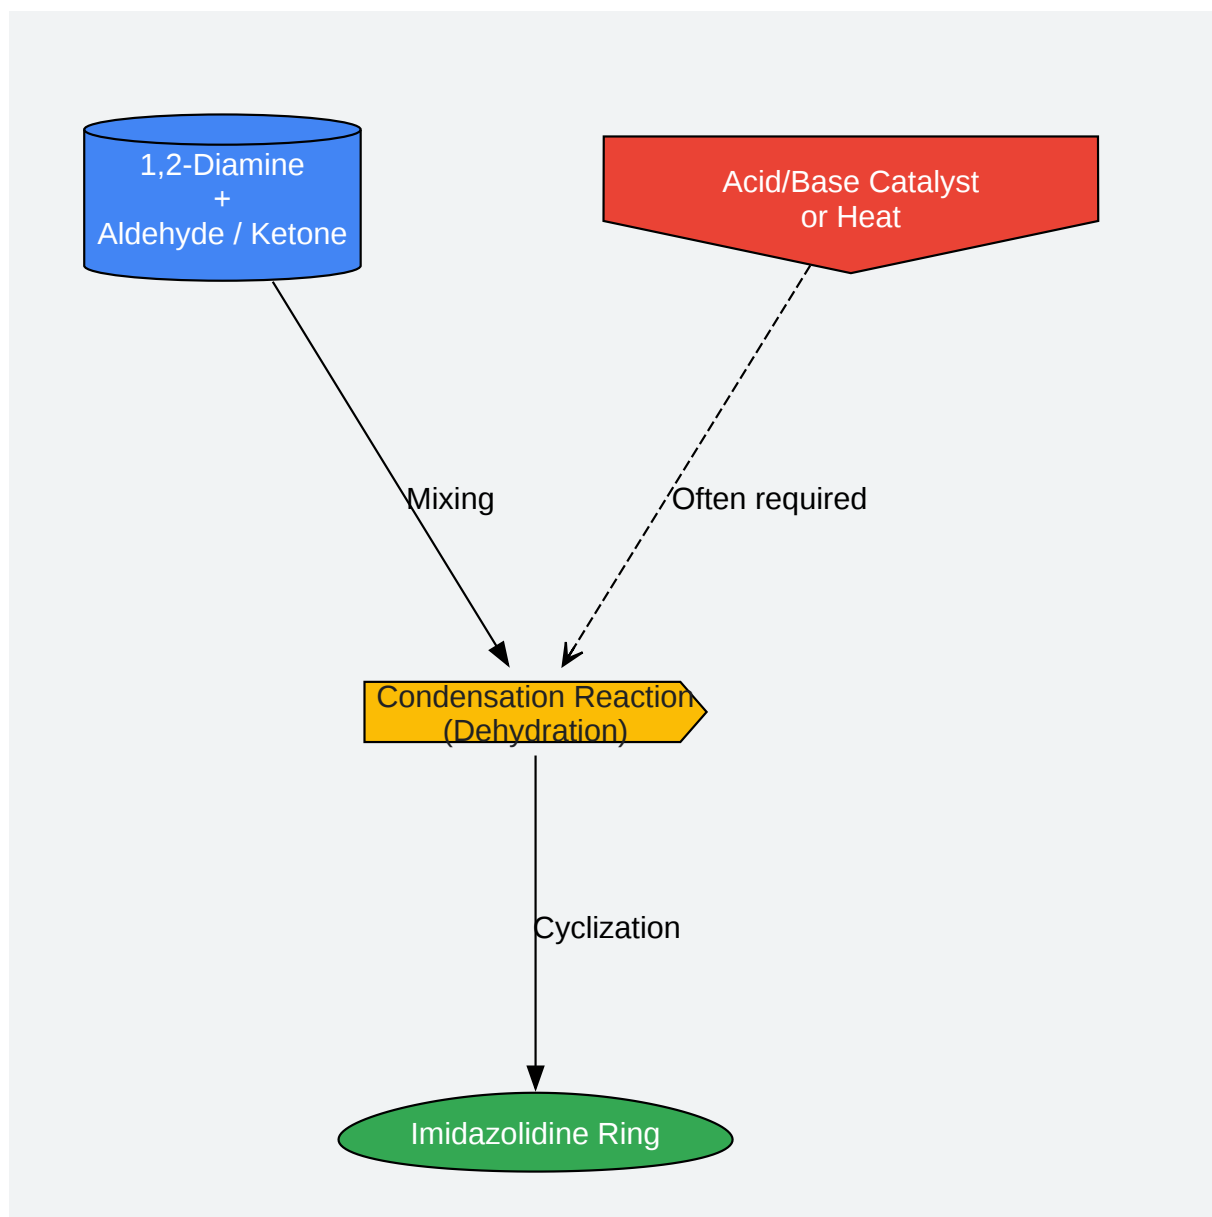 1,2-Diamine
+
Aldehyde / Ketone
Acid/Base Catalyst
or Heat
Mixing
Often required
Condensation Reaction
(Dehydration)
Cyclization
Imidazolidine Ring